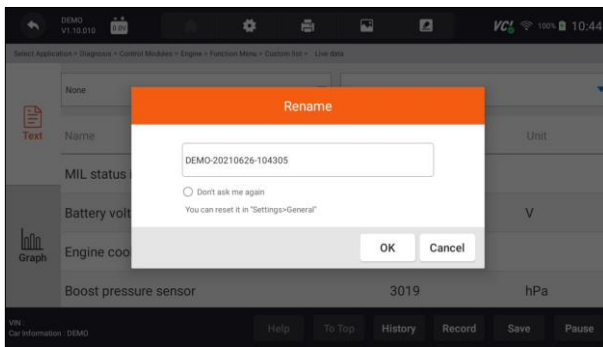 DEMO
V1.10.010
VCI 100% 10:44
Select Application > Diagnosis > Control Modules > Engine > Function Menu > Custom list > Live data
None
Rename
Text
Name
Unit
DEMO-20210626-104305
MIL status
Don't ask me again
You can reset it in "Settings>General"
Battery volt
V
Graph
Engine coo
OK
Cancel
Boost pressure sensor
3019
hPa
VIN :
Car Information : DEMO
Help
To Top
History
Record
Save
Pause